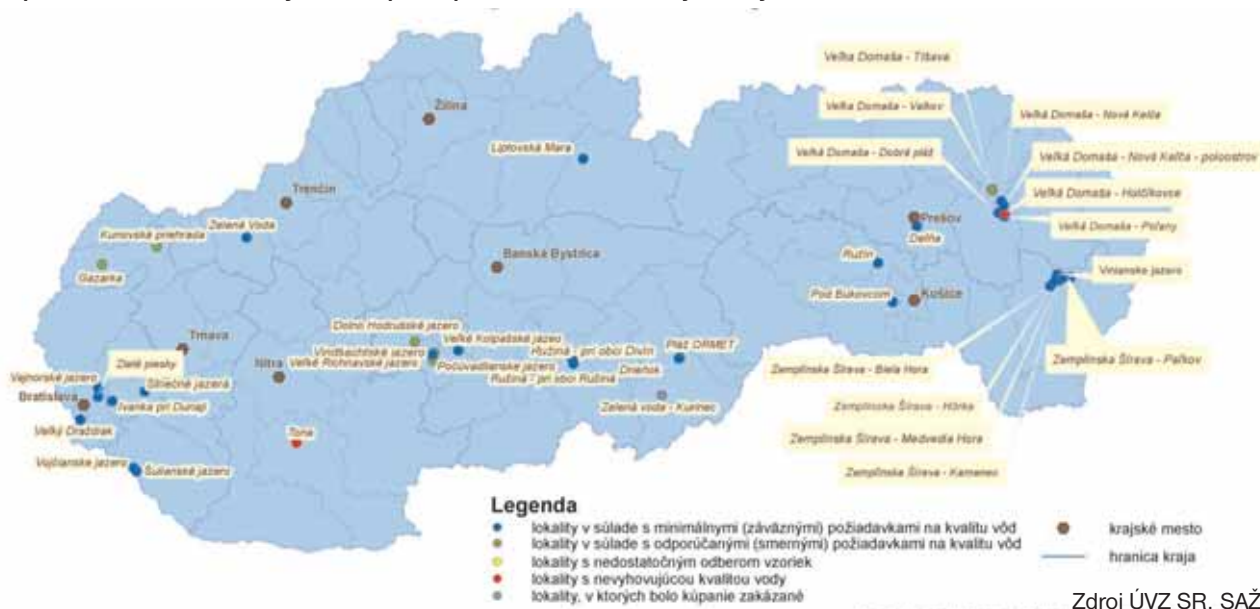 Veľká Domaša - Tíšava
Žilina
Veľká Domaša - Valkov
Veľká Domaša - Nová Kelča
Liptovská Mara
Veľká Domaša - Dobrá pláž
Veľká Domaša - Nová Kelča - poloostrov
Trenčín
Veľká Domaša - Holčíkovce
Prešov
Zelená Voda
Delňa
Veľká Domaša - Poľany
Kunovská priehrada
Banská Bystrica
Ružín
Gazarka
Vinianske jazero
Pod Bukovcom
Košice
Trnava
Dolno Hodrušské jazero
Veľké Kolpašské jazero
Zlaté piesky
Vindšachtské jazero
Ružiná - pri obci Divín
Pláž ORMET
Nitra
Veľké Richnavské jazero
Počúvadlianske jazero
Drieňok
Zemplínska Šírava - Paľkov
Vajnorské jazero
Slnečné jazerá
Ružiná - pri obci Ružiná
Zemplínska Šírava - Biela Hora
Bratislava
Ivanka pri Dunaji
Zelená voda - Kurinec
Zemplínska Šírava - Hôrka
Veľký Draždiak
Tona
Zemplínska Šírava - Medvedia Hora
Vojčianske jazero
Šulianske jazero
Zemplínska Šírava - Kamenec
Legenda
lokality v súlade s minimálnymi (záväznými) požiadavkami na kvalitu vôd
krajské mesto
lokality v súlade s odporúčanými (smernými) požiadavkami na kvalitu vôd
lokality s nedostatočným odberom vzoriek
hranica kraja
lokality s nevyhovujúcou kvalitou vody
lokality, v ktorých bolo kúpanie zakázané
Zdroj ÚVZ SR, SAŽ